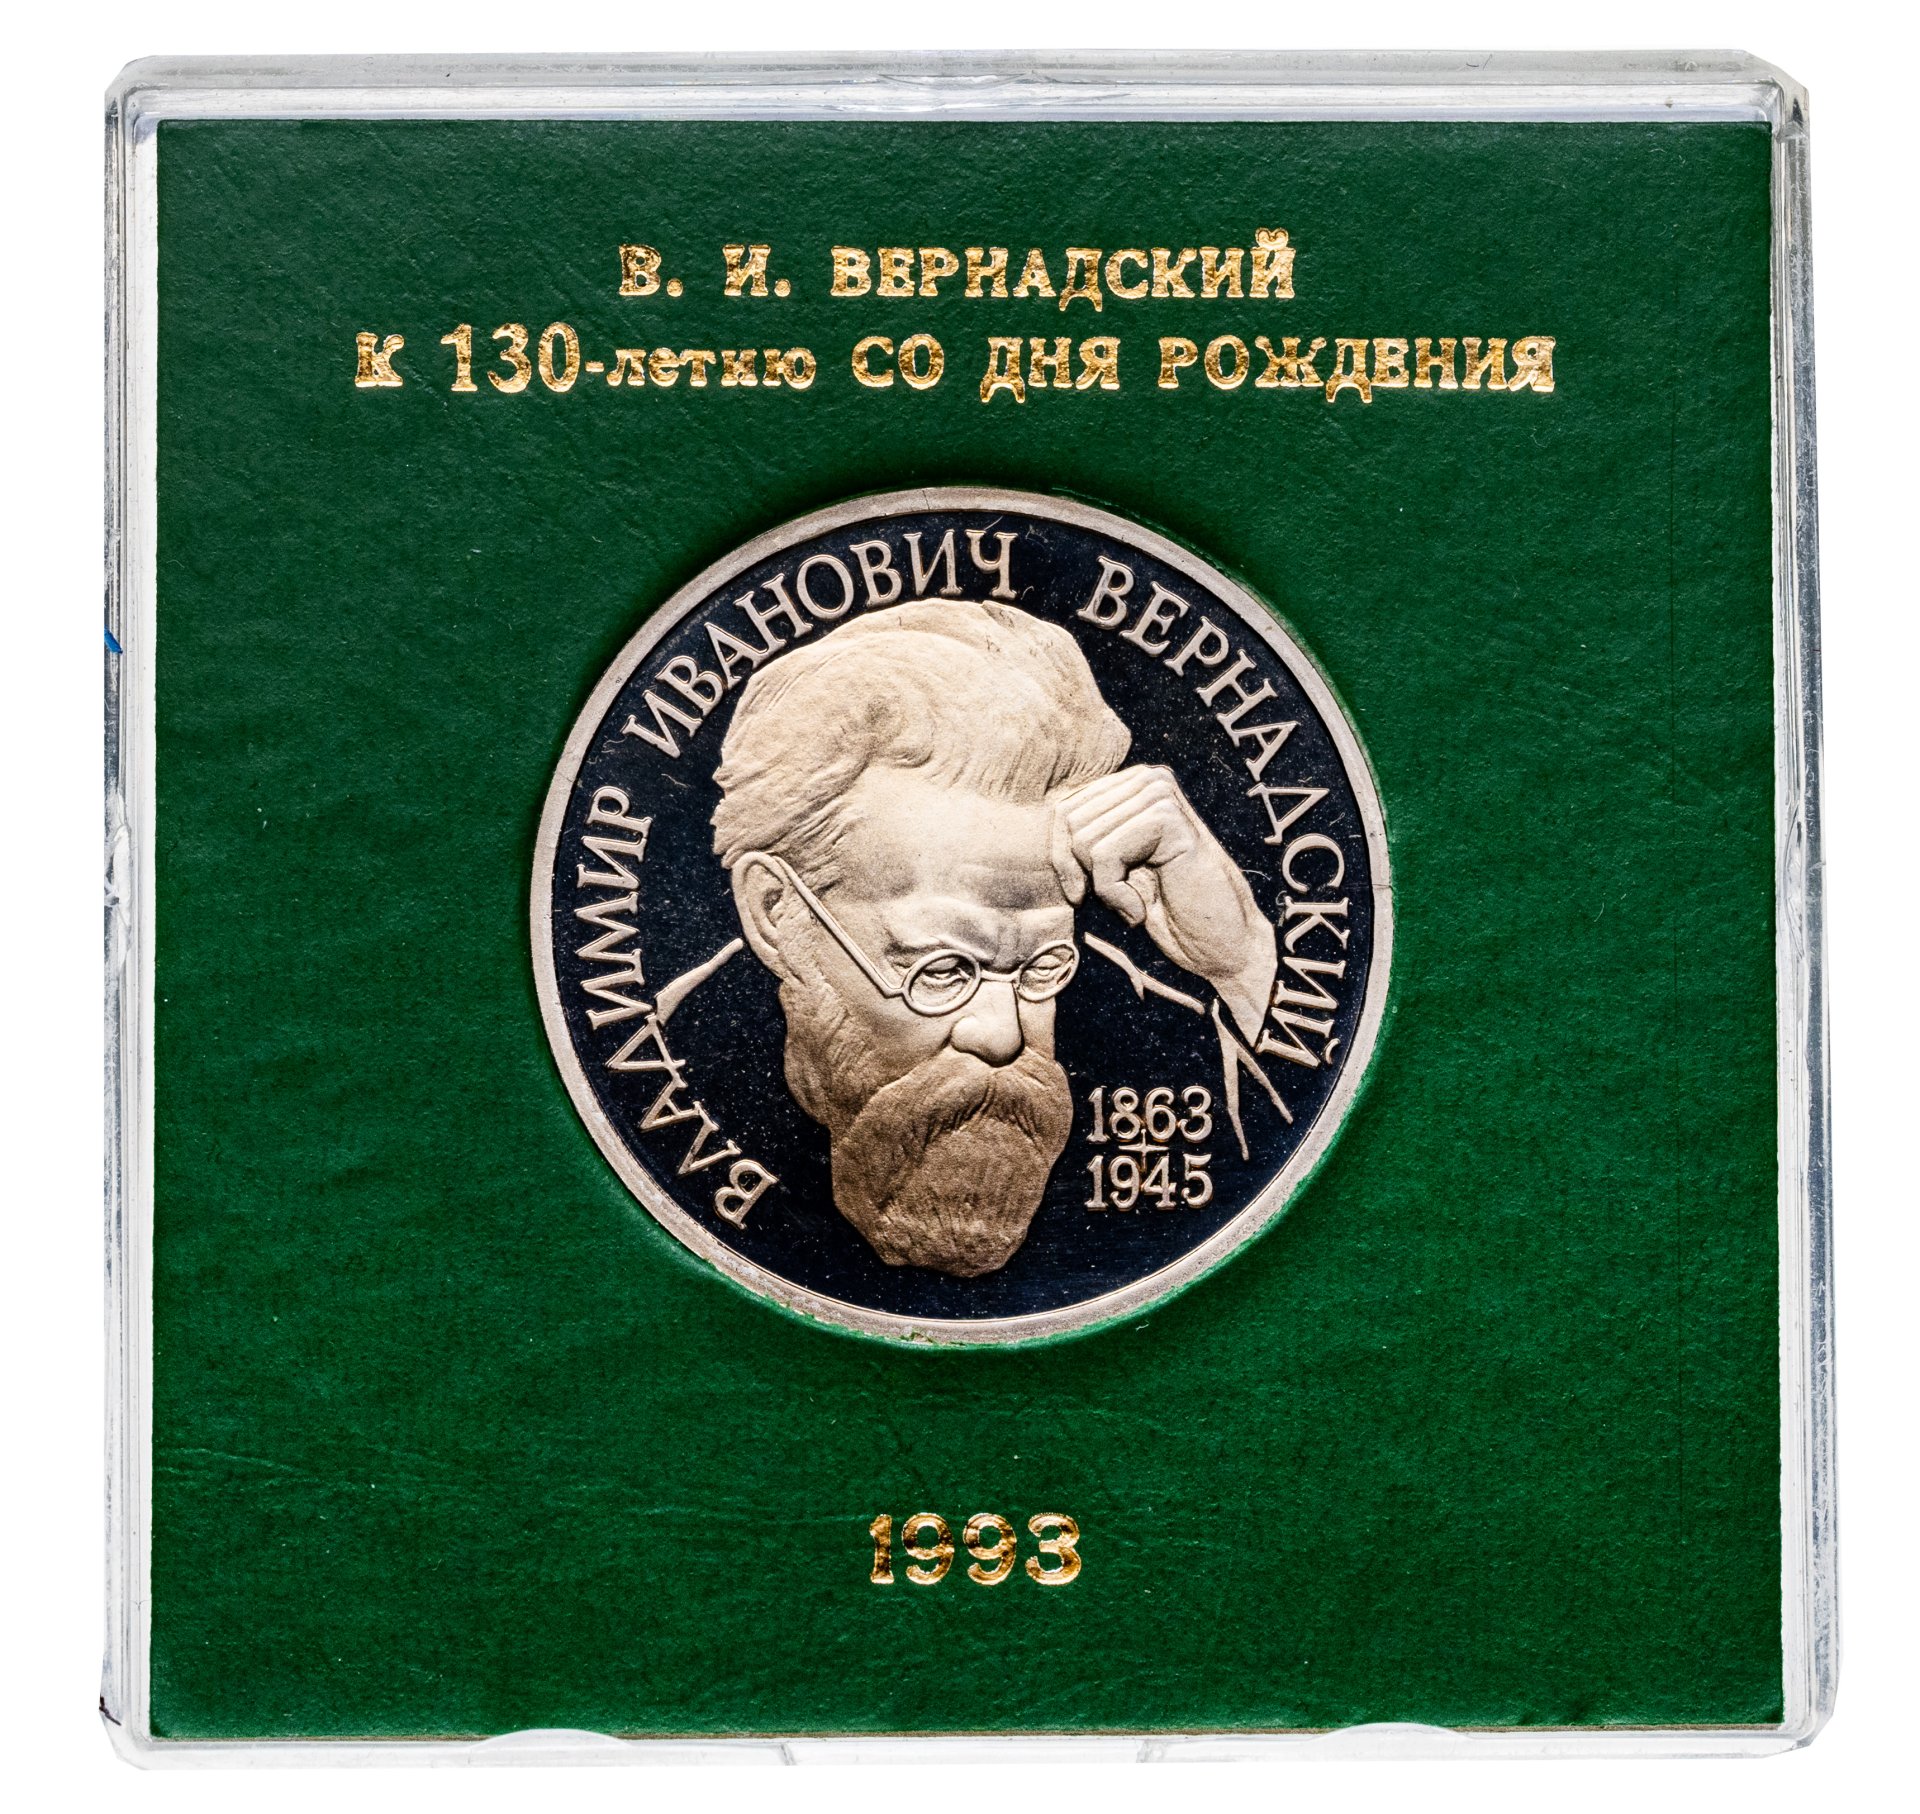 В. И. ВЕРНАДСКИЙ
К 130-летию СО ДНЯ РОЖДЕНИЯ
ВЛАДИМИР ИВАНОВИЧ ВЕРНАДСКИЙ
1863
1945
1993